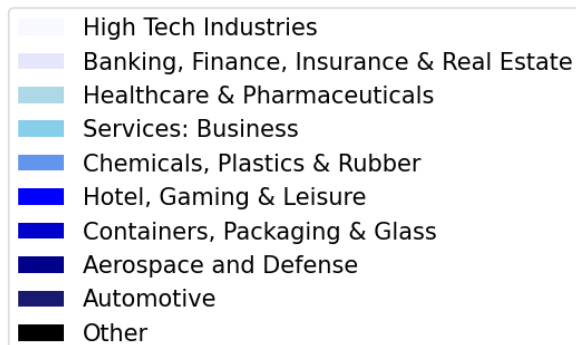 High Tech Industries
Banking, Finance, Insurance & Real Estate
Healthcare & Pharmaceuticals
Services: Business
Chemicals, Plastics & Rubber
Hotel, Gaming & Leisure
Containers, Packaging & Glass
Aerospace and Defense
Automotive
Other